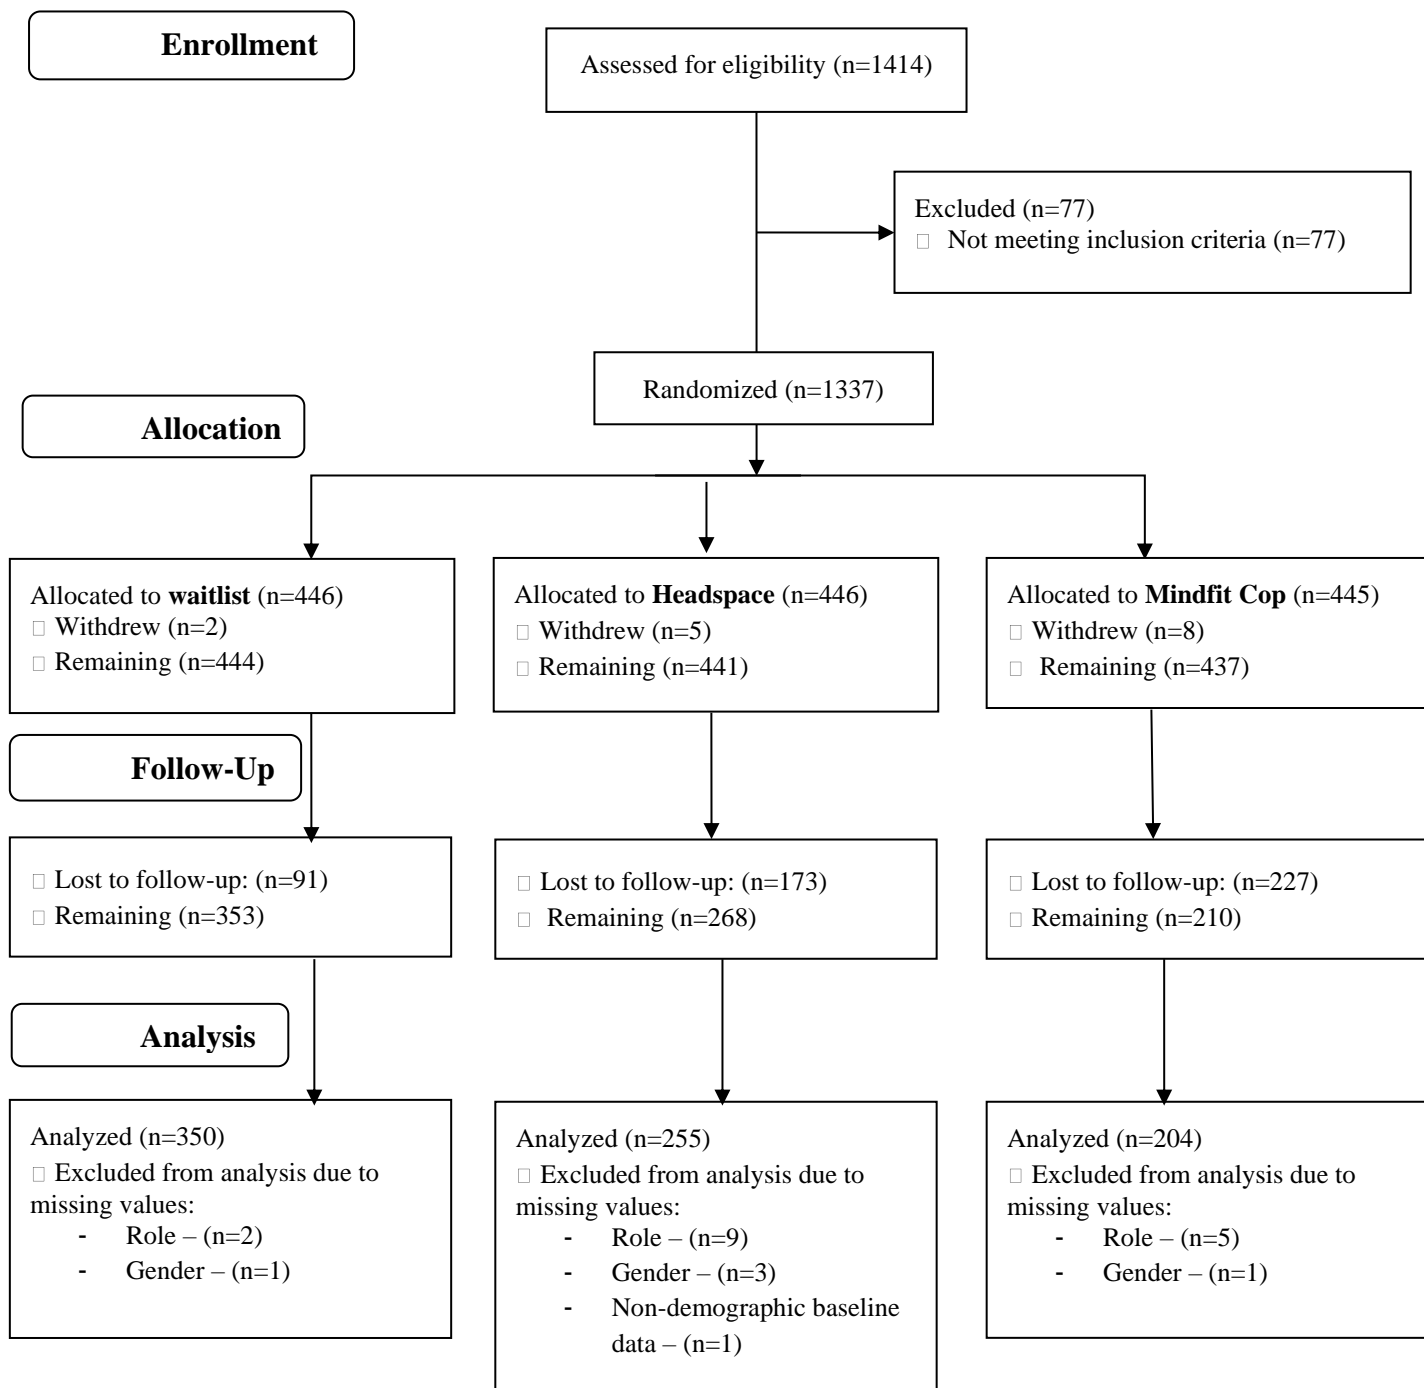 Enrollment
Assessed for eligibility (n=1414)
Excluded (n=77)
Not meeting inclusion criteria (n=77)
Randomized (n=1337)
Allocation
Allocated to waitlist (n=446)
Withdrew (n=2)
Remaining (n=444)
Allocated to Headspace (n=446)
Withdrew (n=5)
Remaining (n=441)
Allocated to Mindfit Cop (n=445)
Withdrew (n=8)
Remaining (n=437)
Follow-Up
Lost to follow-up: (n=91)
Remaining (n=353)
Lost to follow-up: (n=173)
Remaining (n=268)
Lost to follow-up: (n=227)
Remaining (n=210)
Analysis
Analyzed (n=350)
Excluded from analysis due to
missing values:
- Role – (n=2)
- Gender – (n=1)
Analyzed (n=255)
Excluded from analysis due to
missing values:
- Role – (n=9)
- Gender – (n=3)
- Non-demographic baseline
data – (n=1)
Analyzed (n=204)
Excluded from analysis due to
missing values:
- Role – (n=5)
- Gender – (n=1)